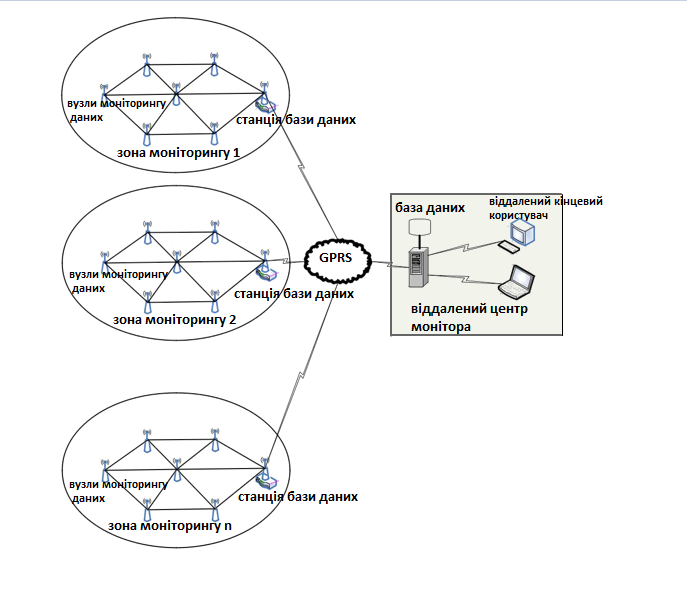 вузли моніторингу
даних
станція бази даних
зона моніторингу 1
вузли моніторингу
даних
станція бази даних
зона моніторингу 2
GPRS
база даних
віддалений кінцевий
користувач
віддалений центр
монітора
вузли моніторингу
даних
станція бази даних
зона моніторингу n